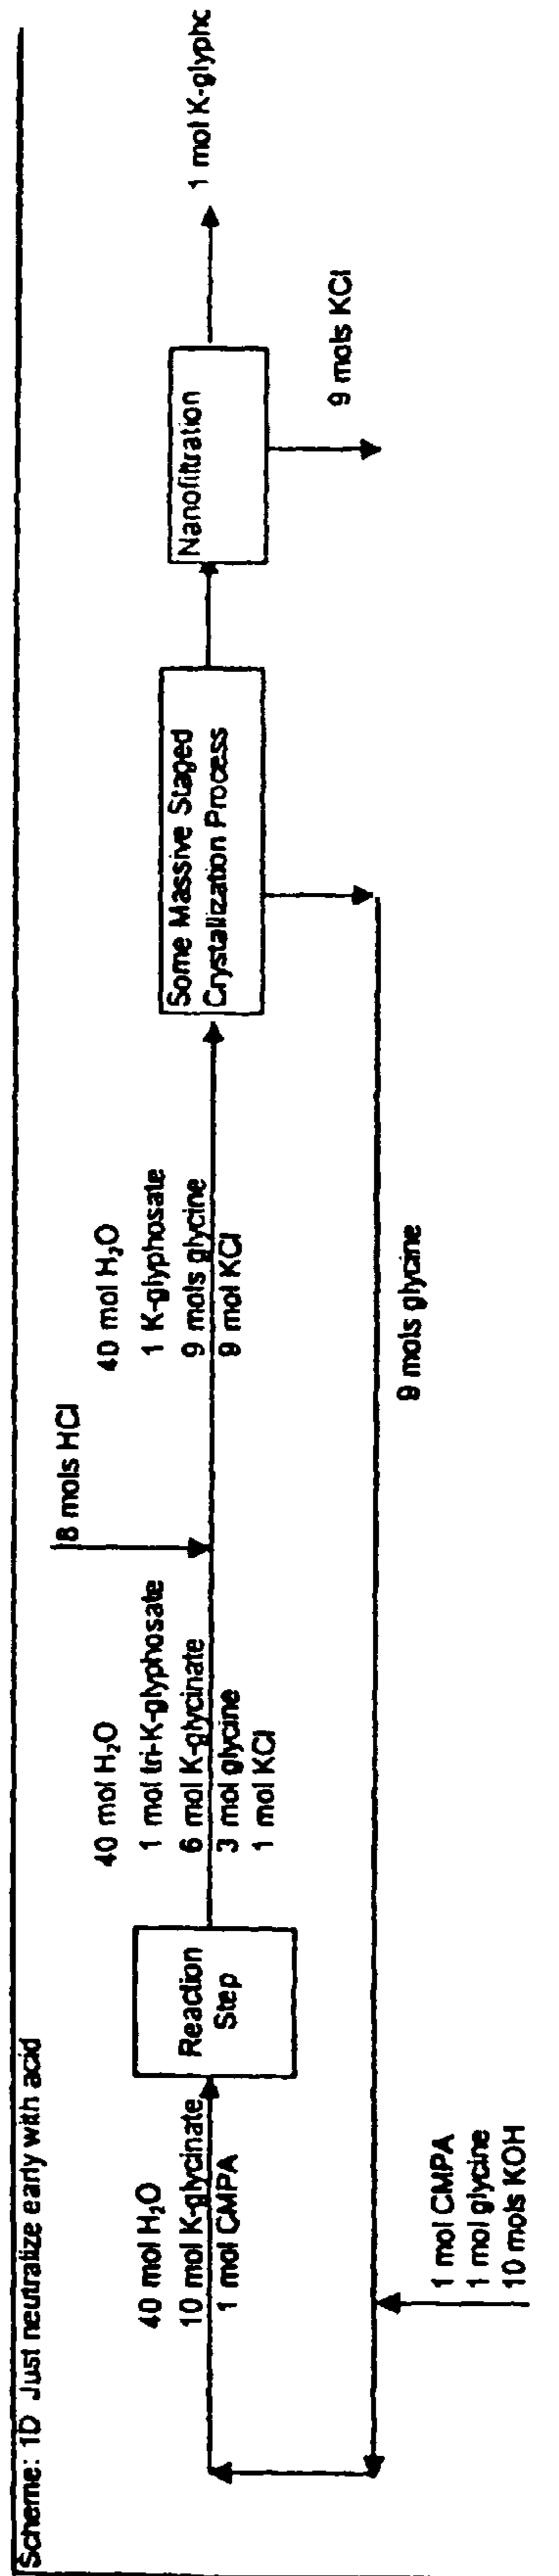 Scheme: 1D Just neutralize early with acid
40 mol H₂O
10 mol K-glycinate
1 mol CMPA
Reaction
Step
40 mol H₂O
1 mol tri-K-glyphosate
6 mol K-glycinate
3 mol glycine
1 mol KCl
8 mols HCl
40 mol H₂O
1 K-glyphosate
9 mols glycine
9 mol KCl
Some Massive Staged
Crystallization Process
Nanofiltration
1 mol K-glypho
9 mols KCl
9 mols glycine
1 mol CMPA
1 mol glycine
10 mols KOH